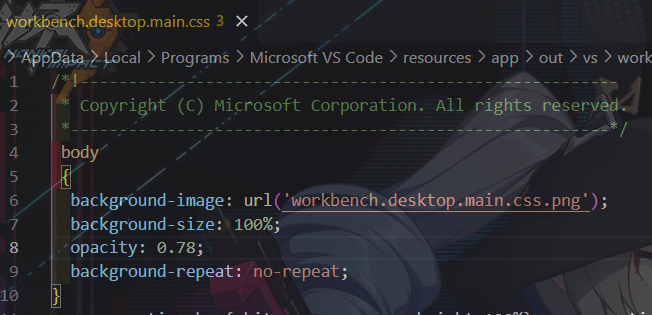 workbench.desktop.main.css 3 ×
> AppData > Local > Programs > Microsoft VS Code > resources > app > out > vs > work
1 /*!--------------------------------------------------------
2 * Copyright (C) Microsoft Corporation. All rights reserved.
3 *--------------------------------------------------------*/
4 body
5 {
6 background-image: url('workbench.desktop.main.css.png');
7 background-size: 100%;
8 opacity: 0.78;
9 background-repeat: no-repeat;
10 }